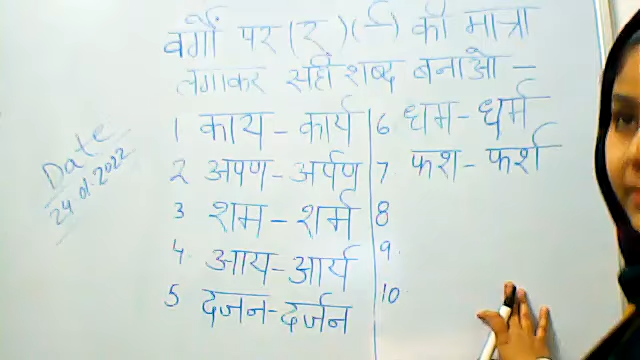 वर्गों पर (र्) (र्) की मात्रा
लगाकर सही शब्द बनाओ -
Date
24.01.2022
1 काय - कार्य
2 अपण - अर्पण
3 शम - शर्म
4. आय - आर्य
5 दजन - दर्जन
6. धम - धर्म
7. फश - फर्श
8
9.
10